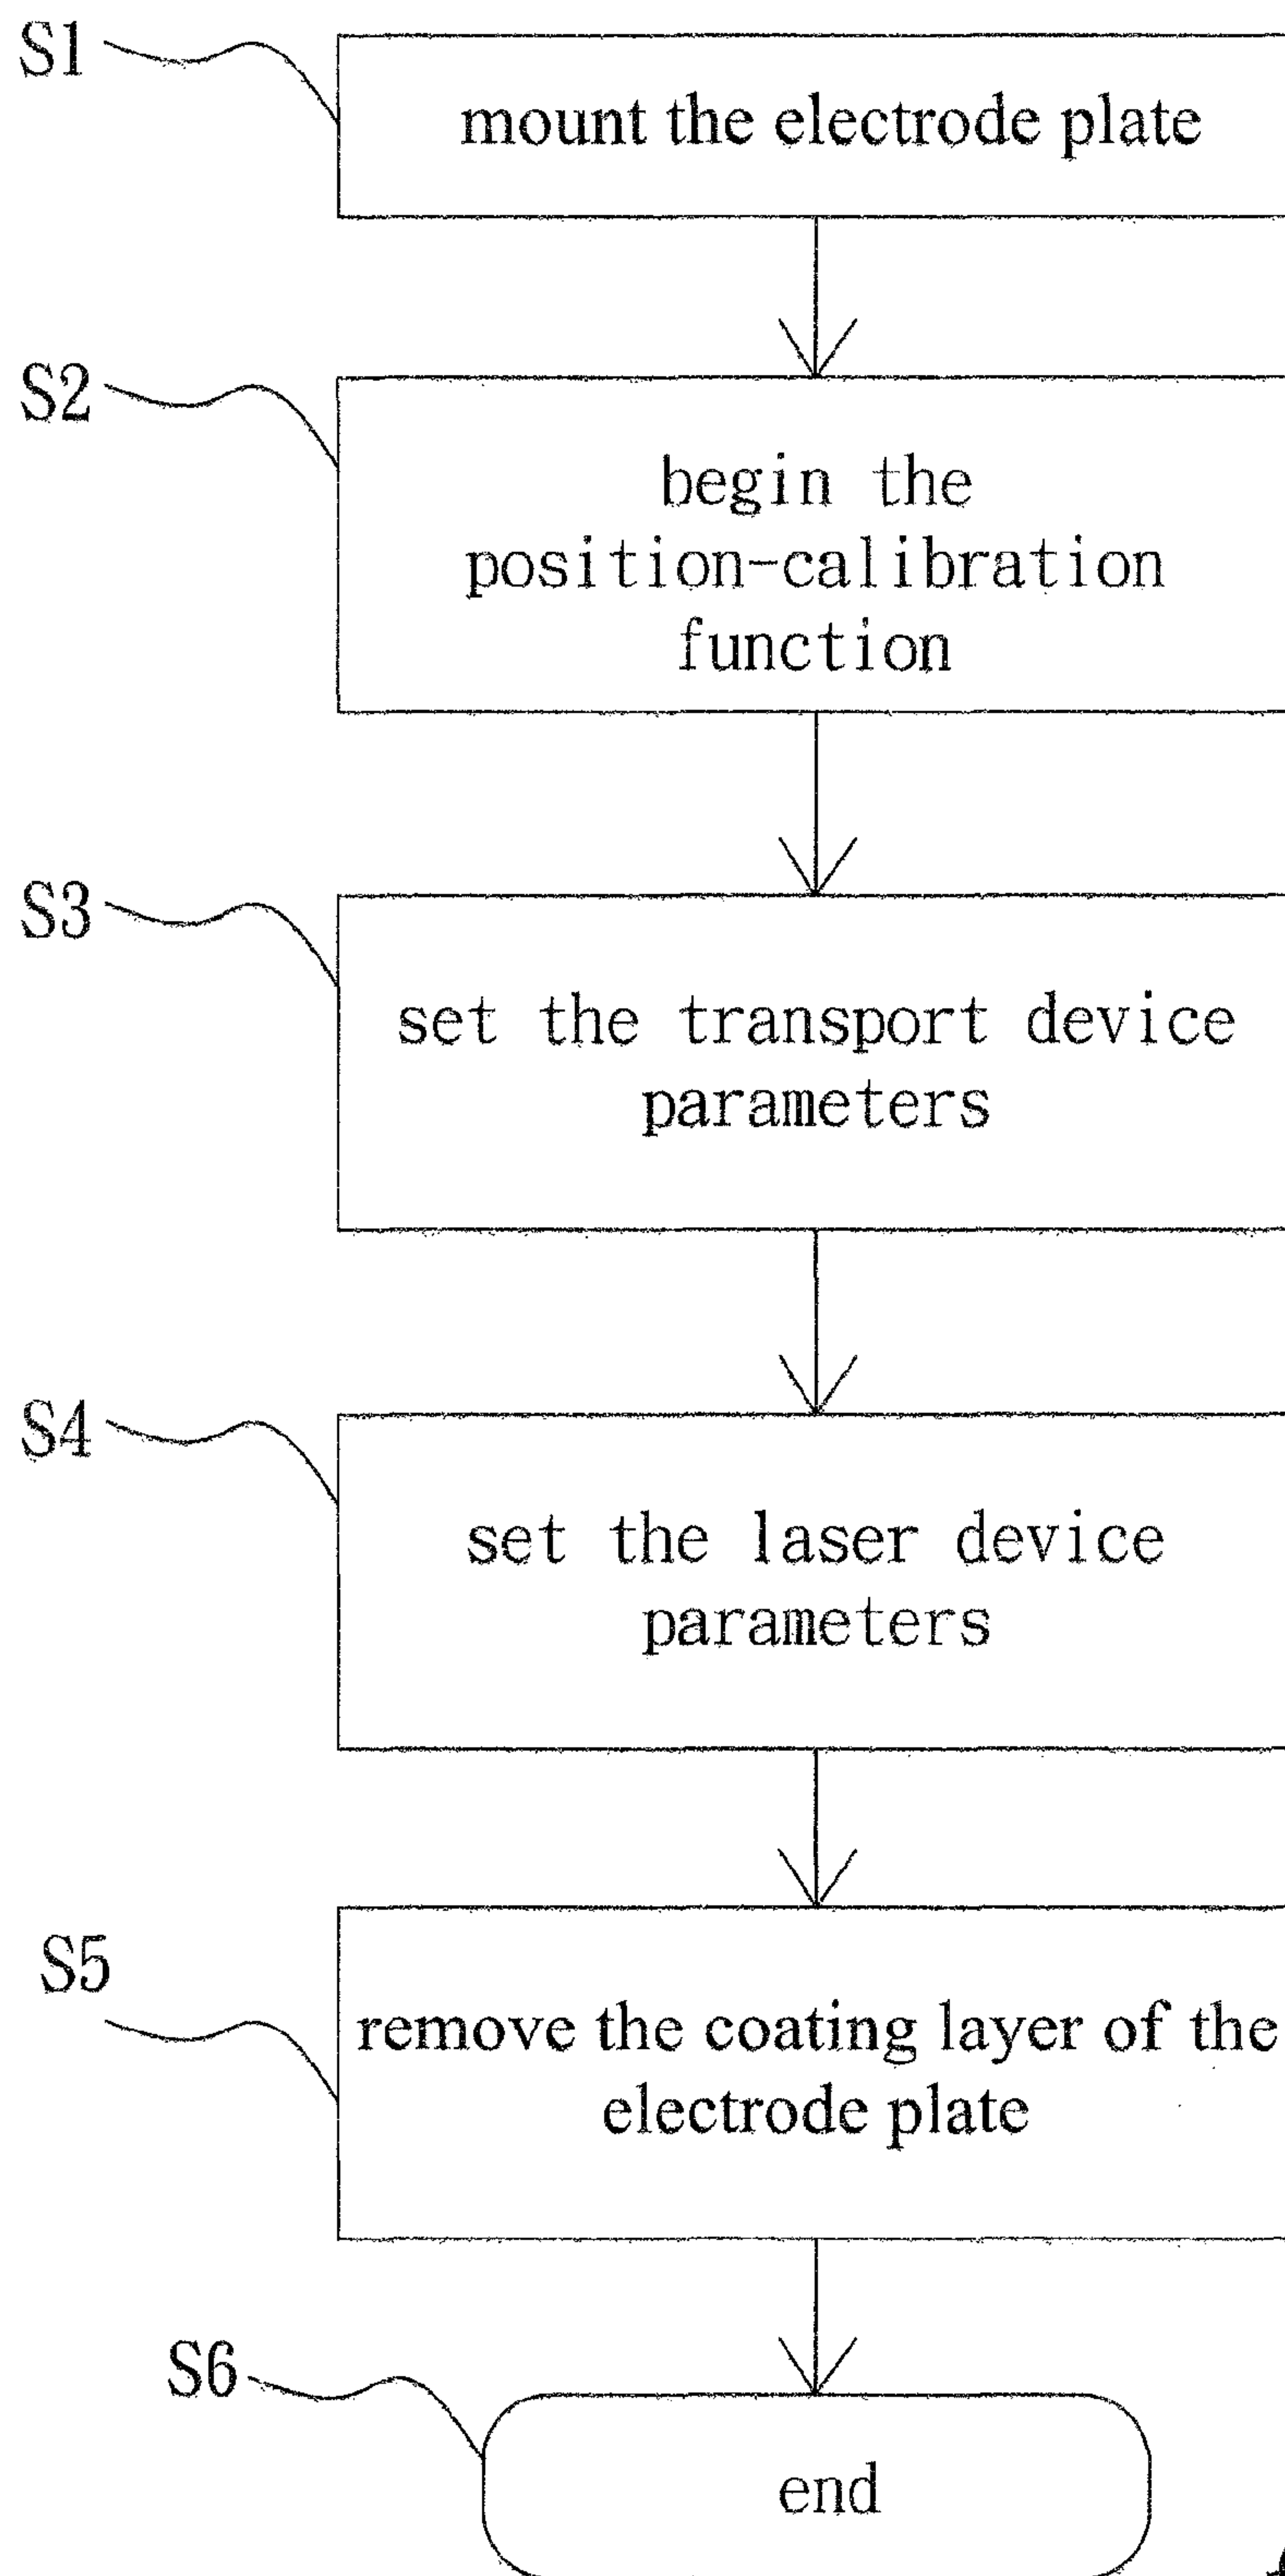 S1
mount the electrode plate
S2
begin the
position-calibration
function
S3
set the transport device
parameters
S4
set the laser device
parameters
S5
remove the coating layer of the
electrode plate
S6
end